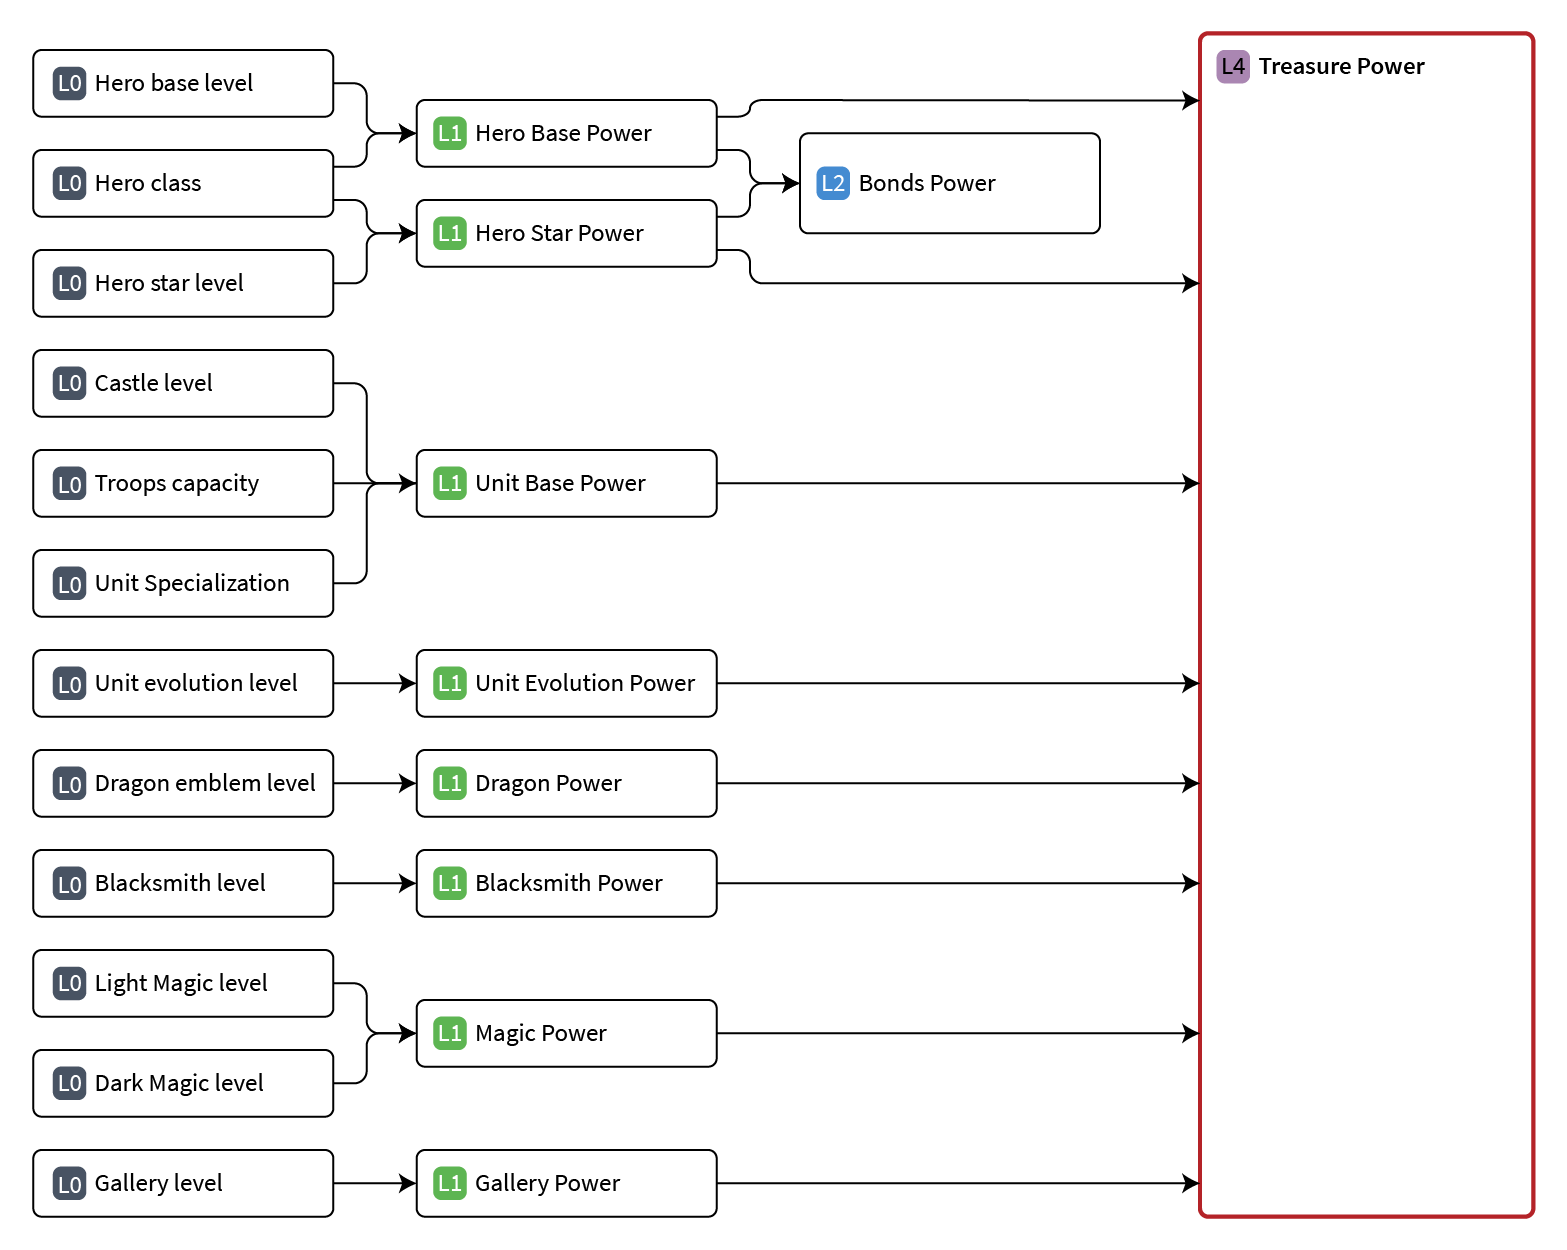 L0 Hero base level
L0 Hero class
L0 Hero star level
L0 Castle level
L0 Troops capacity
L0 Unit Specialization
L0 Unit evolution level
L0 Dragon emblem level
L0 Blacksmith level
L0 Light Magic level
L0 Dark Magic level
L0 Gallery level
L1 Hero Base Power
L1 Hero Star Power
L1 Unit Base Power
L1 Unit Evolution Power
L1 Dragon Power
L1 Blacksmith Power
L1 Magic Power
L1 Gallery Power
L2 Bonds Power
L4 Treasure Power